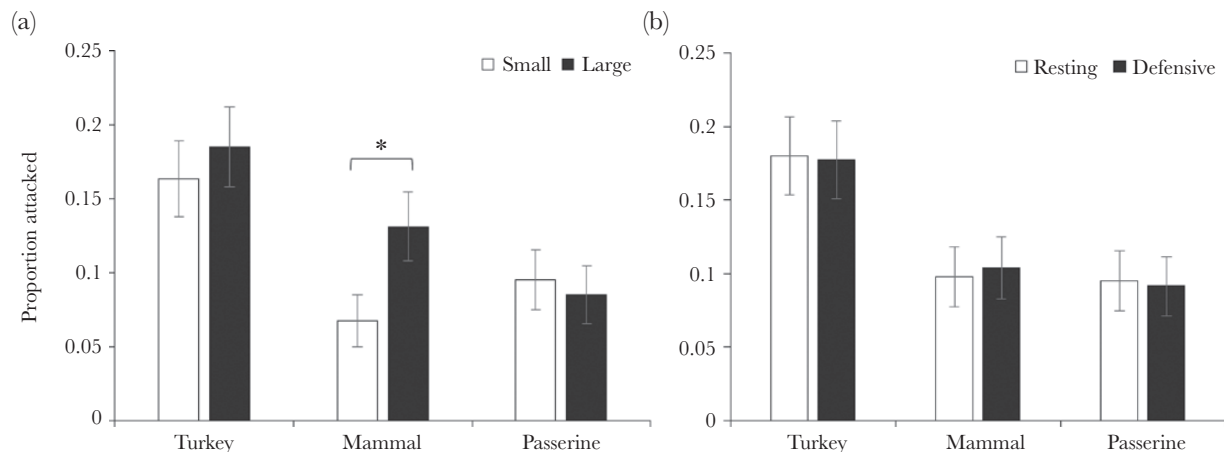 (a)
0.25
0.2
0.15
0.1
0.05
0
Proportion attacked
Small Large
*
Turkey Mammal Passerine
(b)
0.25
0.2
0.15
0.1
0.05
0
Resting Defensive
Turkey Mammal Passerine